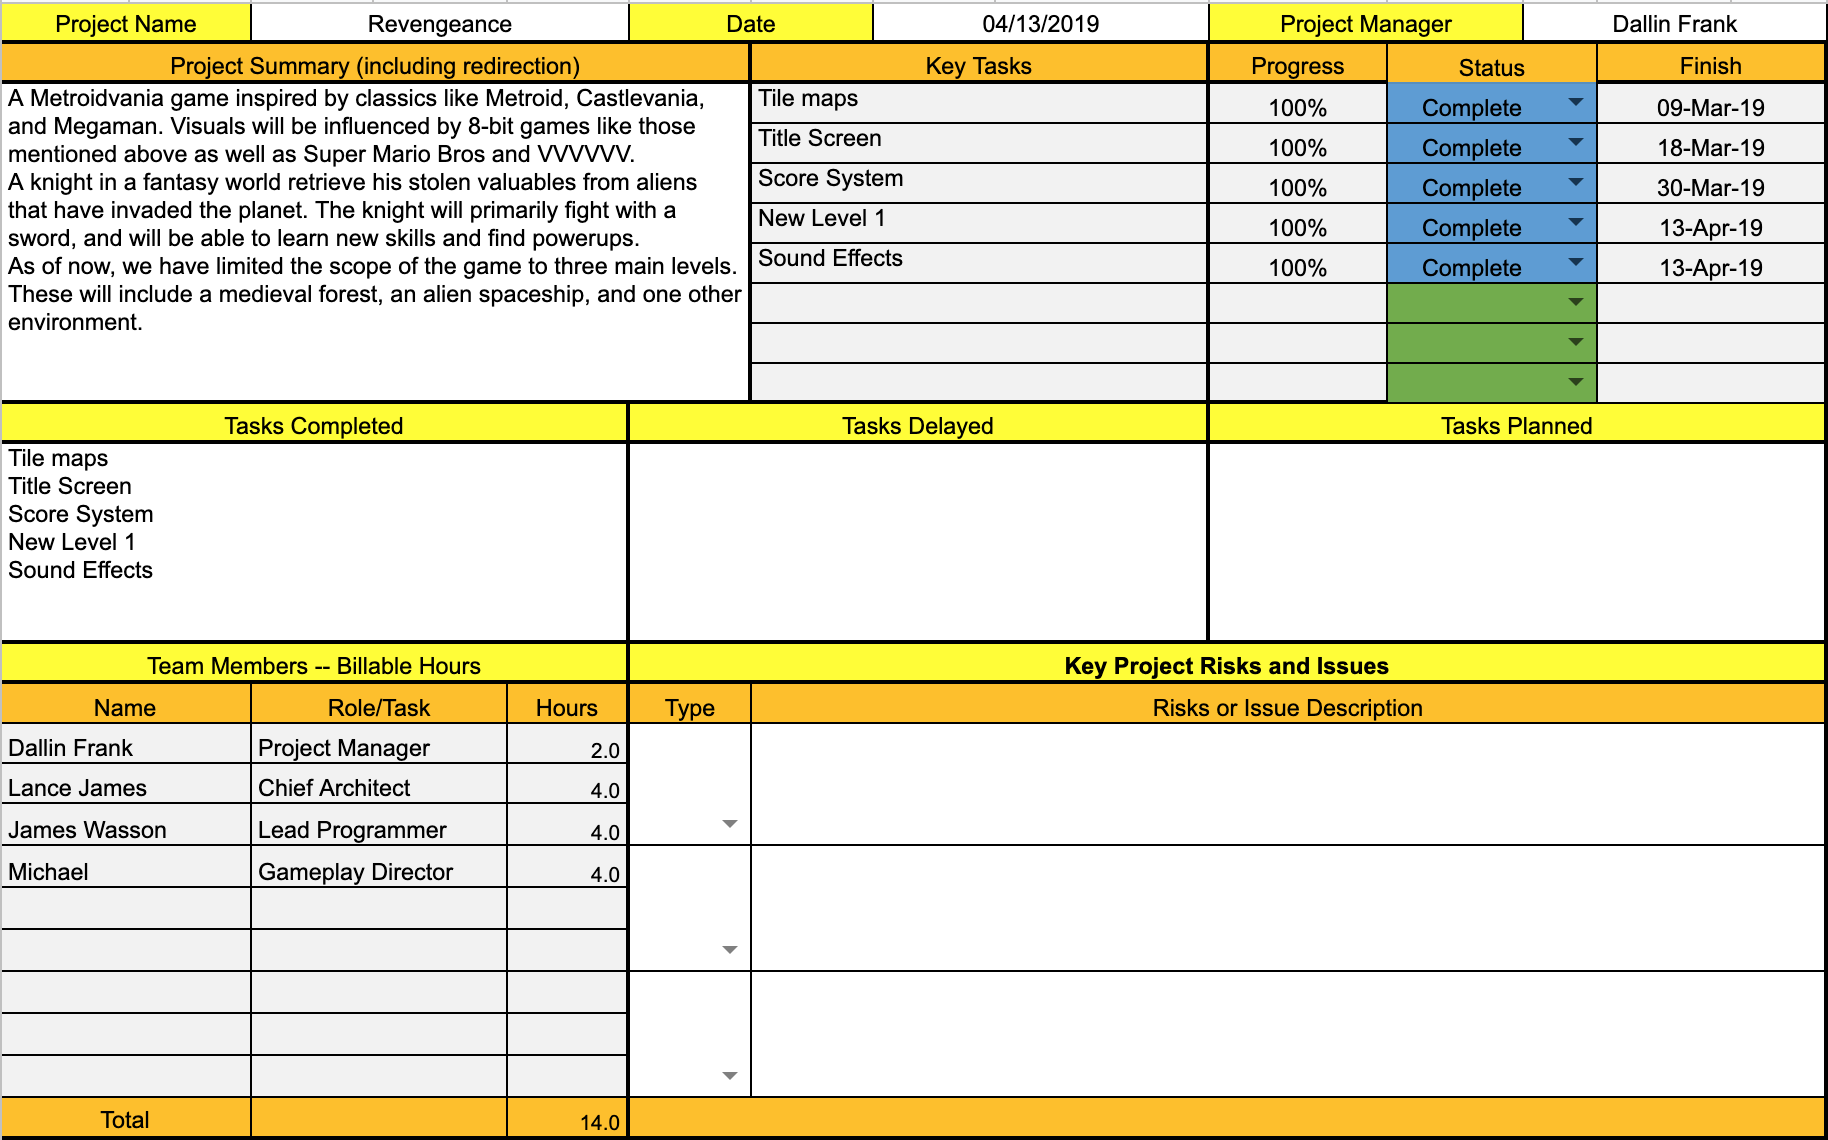 Project Name Revengeance Date 04/13/2019 Project Manager Dallin Frank
Project Summary (including redirection) Key Tasks Progress Status Finish
A Metroidvania game inspired by classics like Metroid, Castlevania,
and Megaman. Visuals will be influenced by 8-bit games like those
mentioned above as well as Super Mario Bros and VVVVVV.
A knight in a fantasy world retrieve his stolen valuables from aliens
that have invaded the planet. The knight will primarily fight with a
sword, and will be able to learn new skills and find powerups.
As of now, we have limited the scope of the game to three main levels.
These will include a medieval forest, an alien spaceship, and one other
environment.
Tile maps 100% Complete 09-Mar-19
Title Screen 100% Complete 18-Mar-19
Score System 100% Complete 30-Mar-19
New Level 1 100% Complete 13-Apr-19
Sound Effects 100% Complete 13-Apr-19
Tasks Completed Tasks Delayed Tasks Planned
Tile maps
Title Screen
Score System
New Level 1
Sound Effects
Team Members -- Billable Hours Key Project Risks and Issues
Name Role/Task Hours Type Risks or Issue Description
Dallin Frank Project Manager 2.0
Lance James Chief Architect 4.0
James Wasson Lead Programmer 4.0
Michael Gameplay Director 4.0
Total 14.0